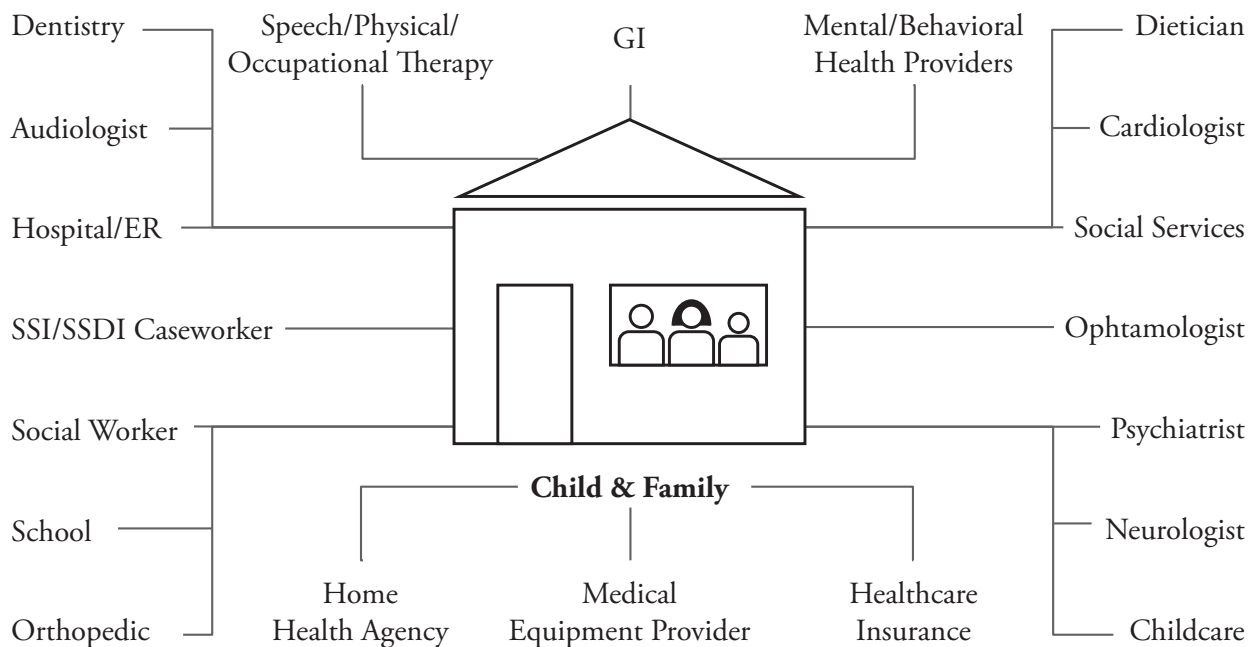 Dentistry
Speech/Physical/
Occupational Therapy
GI
Mental/Behavioral
Health Providers
Dietician
Audiologist
Cardiologist
Hospital/ER
Social Services
SSI/SSDI Caseworker
Ophtamologist
Social Worker
Psychiatrist
Child & Family
School
Neurologist
Home
Health Agency
Medical
Equipment Provider
Healthcare
Insurance
Orthopedic
Childcare